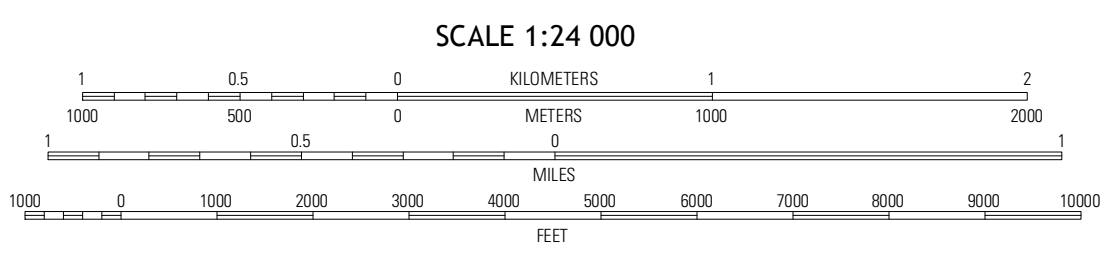 SCALE 1:24 000
1 0.5 0 KILOMETERS 1 2
1000 500 0 METERS 1000 2000
1 0.5 0 1
MILES
1000 0 1000 2000 3000 4000 5000 6000 7000 8000 9000 10000
FEET